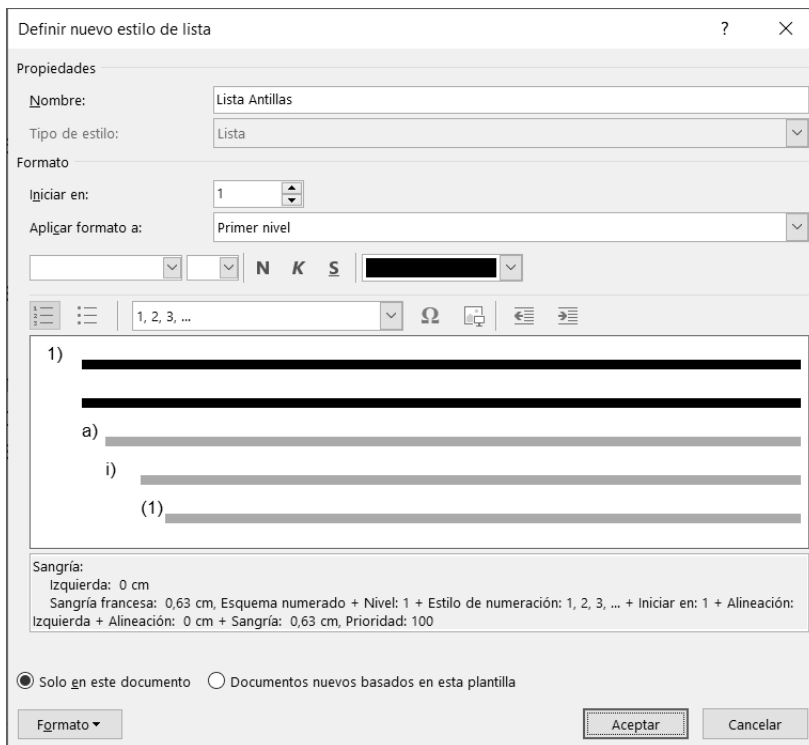 Definir nuevo estilo de lista ?
Propiedades
Nombre: Lista Antillas
Tipo de estilo: Lista
Formato
Iniciar en: 1
Aplicar formato a: Primer nivel
N K S
1, 2, 3, ... Ω
1)
a)
i)
(1)
Sangría:
Izquierda: 0 cm
Sangría francesa: 0,63 cm, Esquema numerado + Nivel: 1 + Estilo de numeración: 1, 2, 3, ... + Iniciar en: 1 + Alineación:
Izquierda + Alineación: 0 cm + Sangría: 0,63 cm, Prioridad: 100
Solo en este documento Documentos nuevos basados en esta plantilla
Formato Aceptar Cancelar